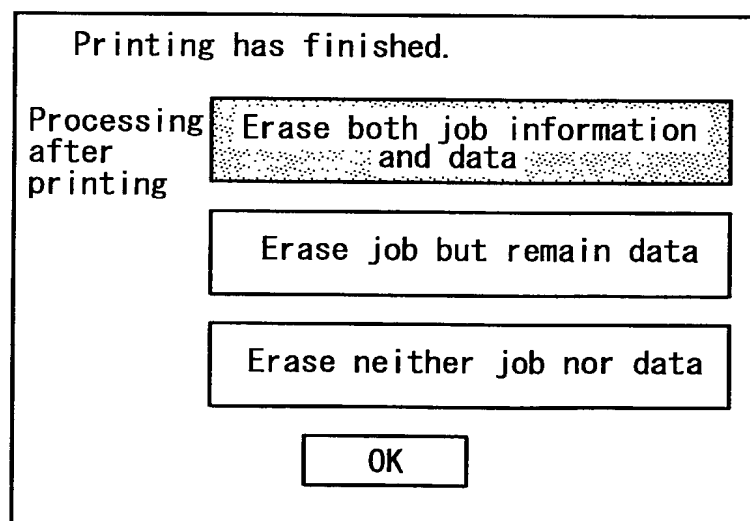 Printing has finished.
Processing
after
printing
Erase both job information
and data
Erase job but remain data
Erase neither job nor data
OK